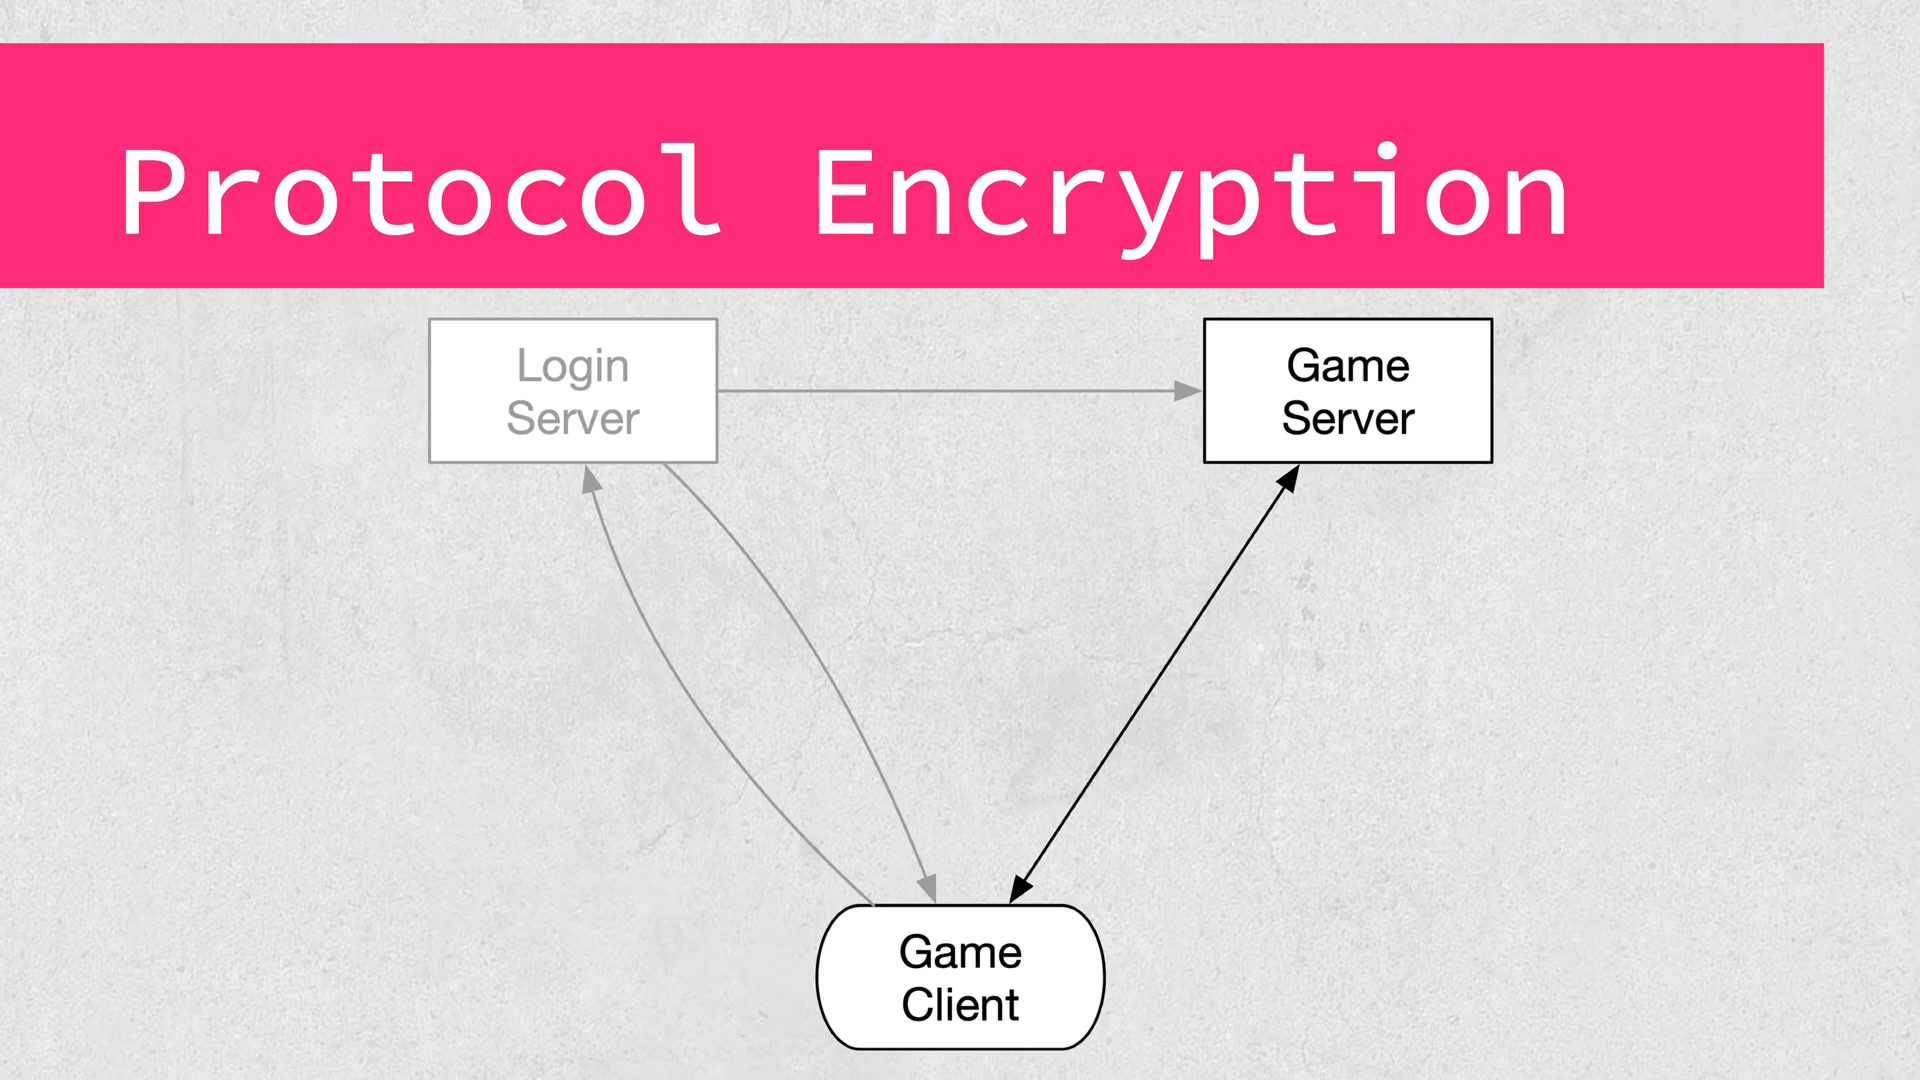 Protocol Encryption
Login
Server
Game
Server
Game
Client